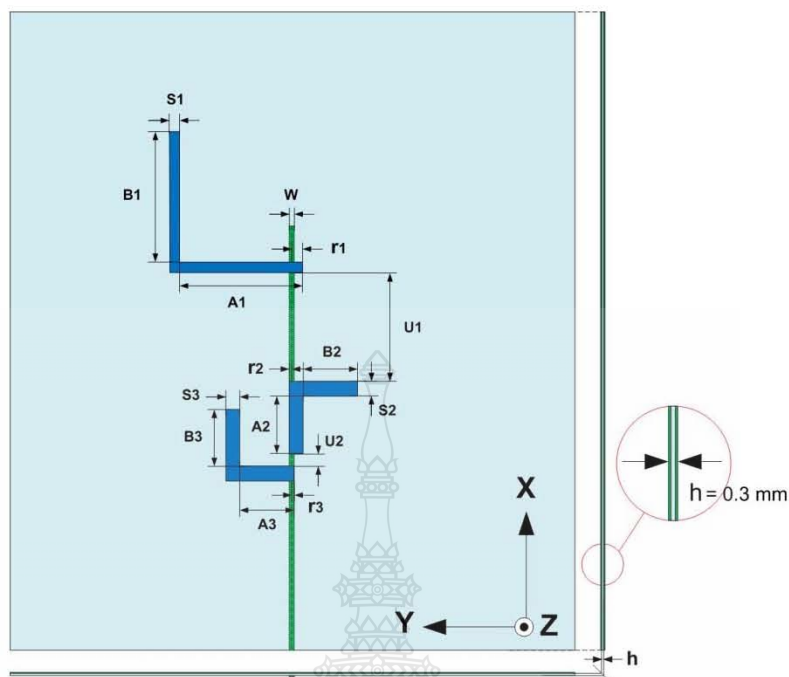 S1
B1
W
r1
A1
U1
B2
r2
S3
S2
A2
B3
U2
X
h = 0.3 mm
r3
A3
Y
Z
h